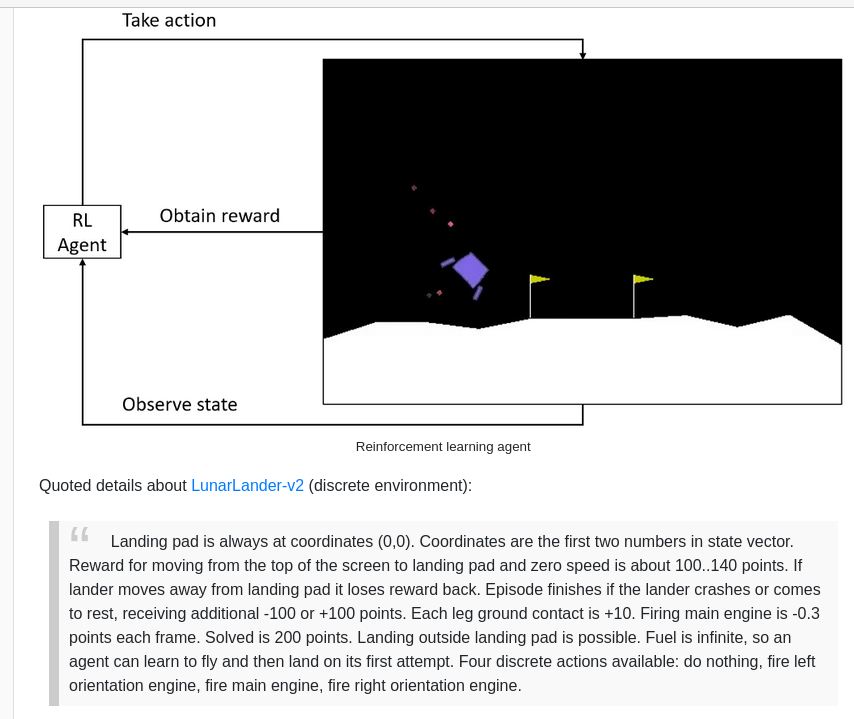 Take action
RL
Agent
Obtain reward
Observe state
Reinforcement learning agent
Quoted details about LunarLander-v2 (discrete environment):
“ Landing pad is always at coordinates (0,0). Coordinates are the first two numbers in state vector.
Reward for moving from the top of the screen to landing pad and zero speed is about 100..140 points. If
lander moves away from landing pad it loses reward back. Episode finishes if the lander crashes or comes
to rest, receiving additional -100 or +100 points. Each leg ground contact is +10. Firing main engine is -0.3
points each frame. Solved is 200 points. Landing outside landing pad is possible. Fuel is infinite, so an
agent can learn to fly and then land on its first attempt. Four discrete actions available: do nothing, fire left
orientation engine, fire main engine, fire right orientation engine.